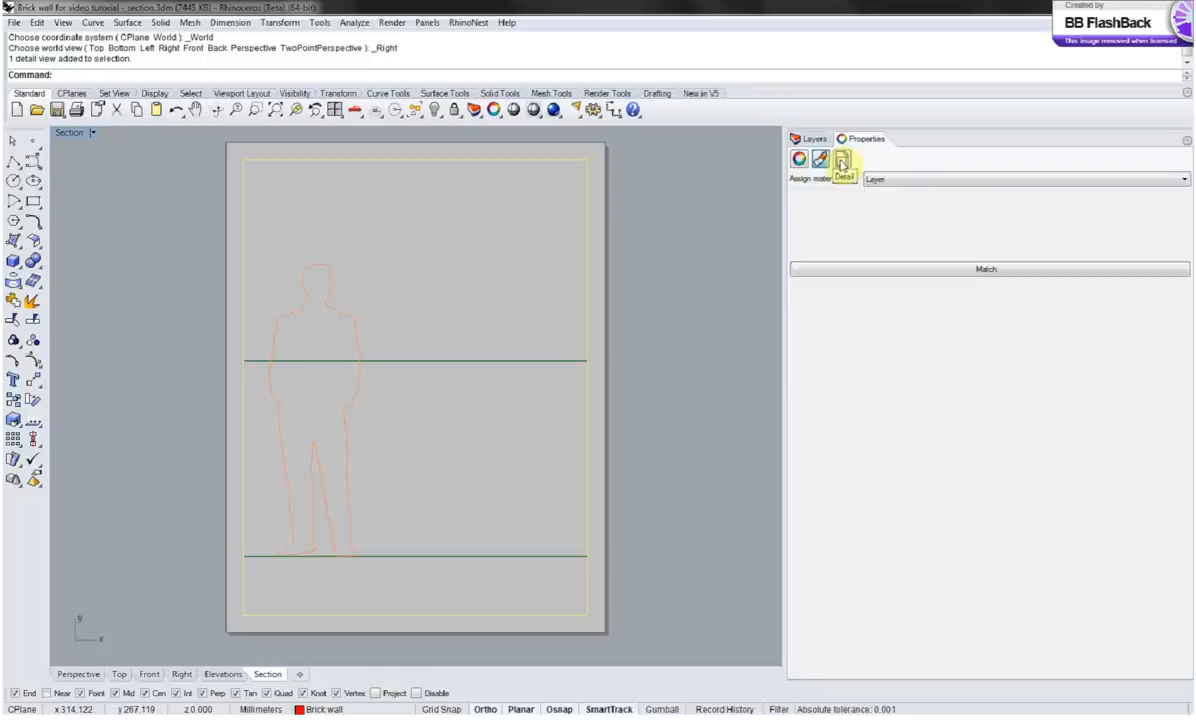 Brick wall for video tutorial - section.3dm (7445 KB) - Rhinoceros (Beta) (64-bit)
Created by
BB FlashBack
This image removed when licensed
File Edit View Curve Surface Solid Mesh Dimension Transform Tools Analyze Render Panels RhinoNest Help
Choose coordinate system ( CPlane World ): _World
Choose world view ( Top Bottom Left Right Front Back Perspective TwoPointPerspective ): _Right
1 detail view added to selection.
Command:
Standard CPlanes Set View Display Select Viewport Layout Visibility Transform Curve Tools Surface Tools Solid Tools Mesh Tools Render Tools Drafting New in V5
Section
Layers Properties
Detail
Assign mater Layer
Match
y
x
Perspective Top Front Right Elevations Section
End Near Point Mid Cen Int Perp Tan Quad Knot Vertex Project Disable
CPlane x 314.122 y 267.119 z 0.000 Millimeters Brick wall Grid Snap Ortho Planar Osnap SmartTrack Gumball Record History Filter Absolute tolerance: 0.001